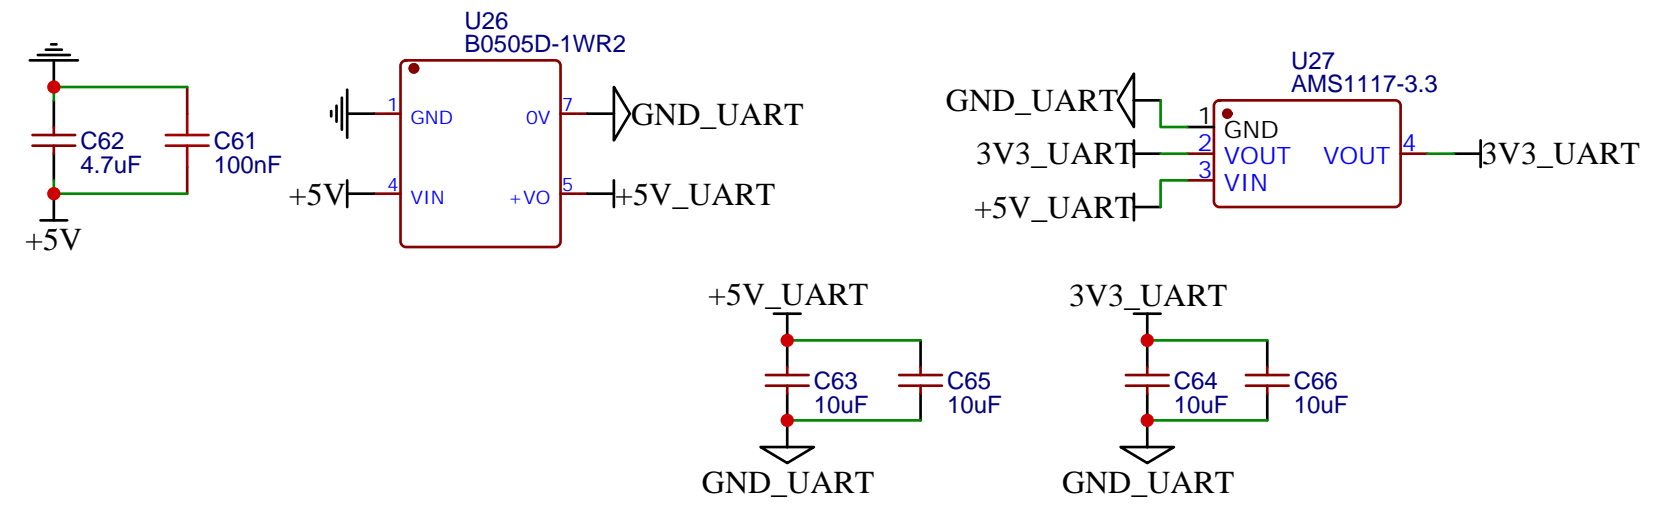 U26
B0505D-1WR2
1
GND
0V
7
GND_UART
+5V
4
VIN
+VO
5
+5V_UART
C62
4.7uF
C61
100nF
+5V
U27
AMS1117-3.3
GND_UART
1
GND
3V3_UART
2
VOUT
VOUT
4
3V3_UART
3
VIN
+5V_UART
+5V_UART
C63
10uF
C65
10uF
GND_UART
3V3_UART
C64
10uF
C66
10uF
GND_UART